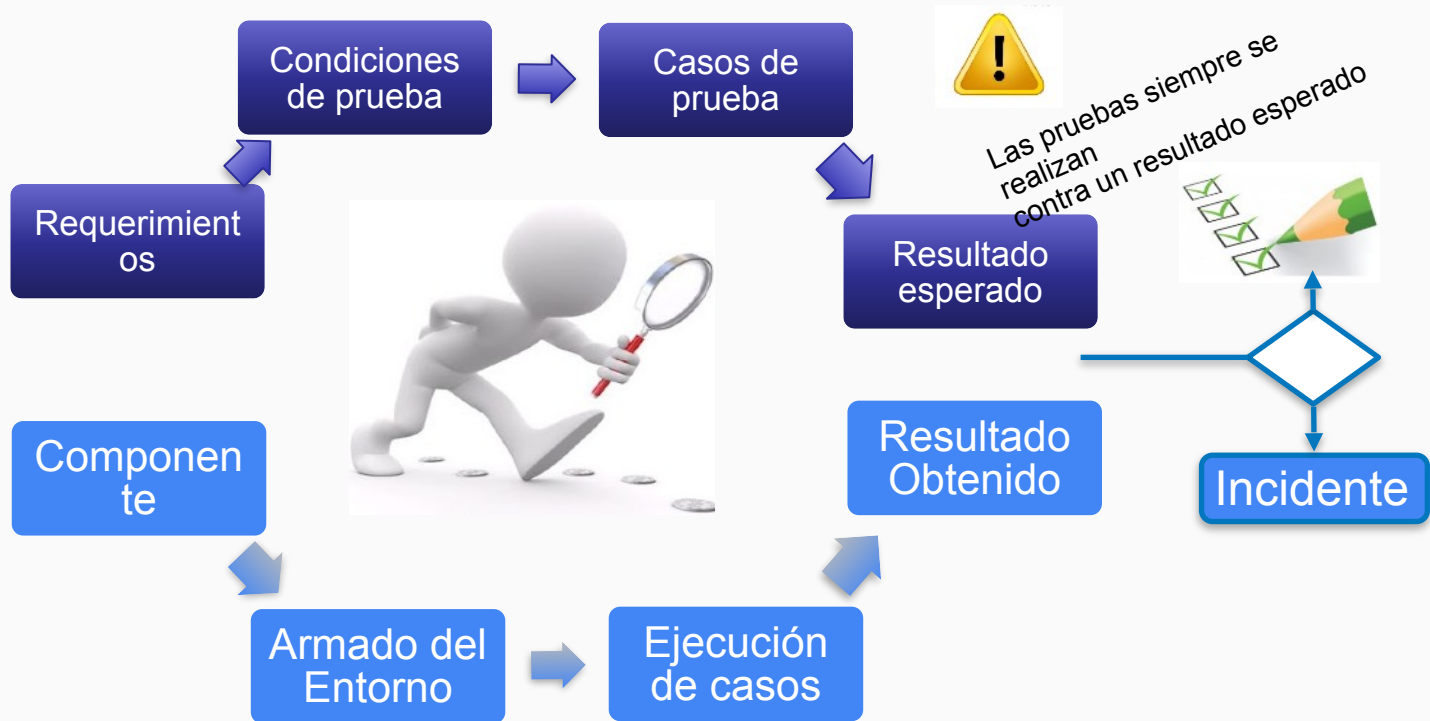 Condiciones
de prueba
Casos de
prueba
Las pruebas siempre se
realizan
contra un resultado esperado
Requerimient
os
Resultado
esperado
Componen
te
Resultado
Obtenido
Incidente
Armado del
Entorno
Ejecución
de casos